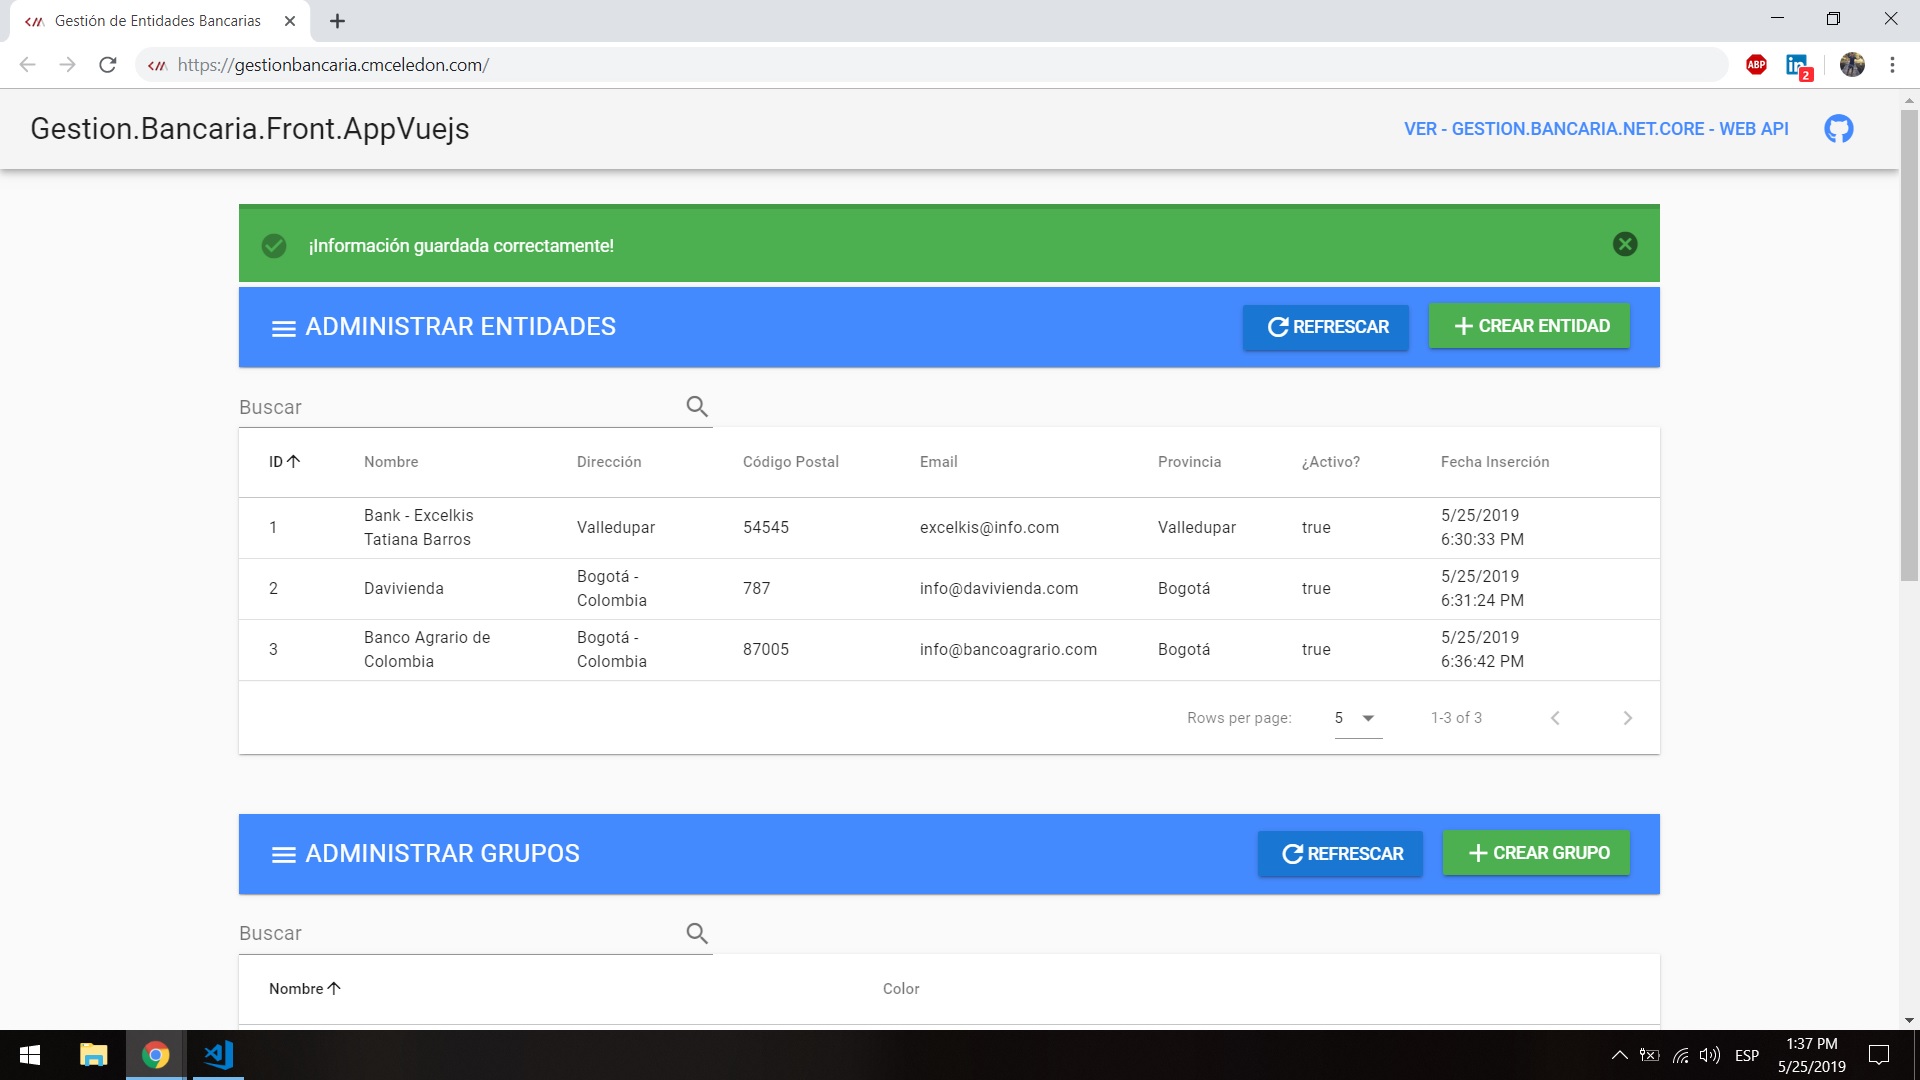 Gestión de Entidades Bancarias
https://gestionbancaria.cmceledon.com/
ABP
in
2
Gestion.Bancaria.Front.AppVuejs
VER - GESTION.BANCARIA.NET.CORE - WEB API
¡Información guardada correctamente!
ADMINISTRAR ENTIDADES
REFRESCAR
CREAR ENTIDAD
Buscar
ID Nombre Dirección Código Postal Email Provincia ¿Activo? Fecha Inserción
1 Bank - Excelkis Tatiana Barros Valledupar 54545 excelkis@info.com Valledupar true 5/25/2019 6:30:33 PM
2 Davivienda Bogotá - Colombia 787 info@davivienda.com Bogotá true 5/25/2019 6:31:24 PM
3 Banco Agrario de Colombia Bogotá - Colombia 87005 info@bancoagrario.com Bogotá true 5/25/2019 6:36:42 PM
Rows per page: 5 1-3 of 3
ADMINISTRAR GRUPOS
REFRESCAR
CREAR GRUPO
Buscar
Nombre Color
ESP
1:37 PM
5/25/2019